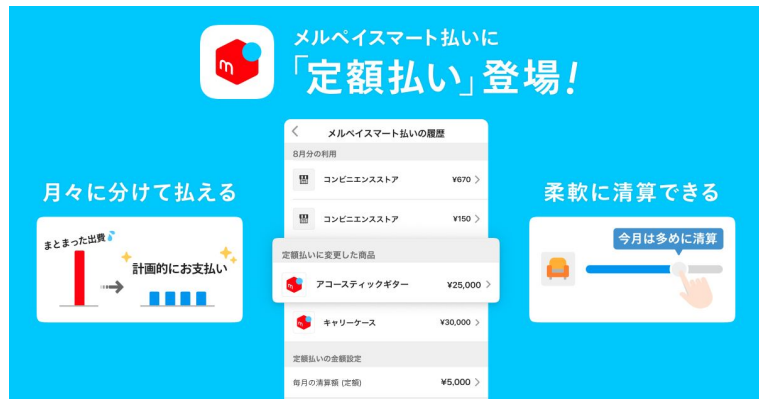 メルペイスマート払いに
「定額払い」登場!
月々に分けて払える
まとまった出費
計画的にお支払い
メルペイスマート払いの履歴
8月分の利用
コンビニエンスストア ¥670
コンビニエンスストア ¥150
定額払いに変更した商品
アコースティックギター ¥25,000
キャリーケース ¥30,000
定額払いの金額設定
毎月の清算額 (定額) ¥5,000
柔軟に清算できる
今月は多めに清算